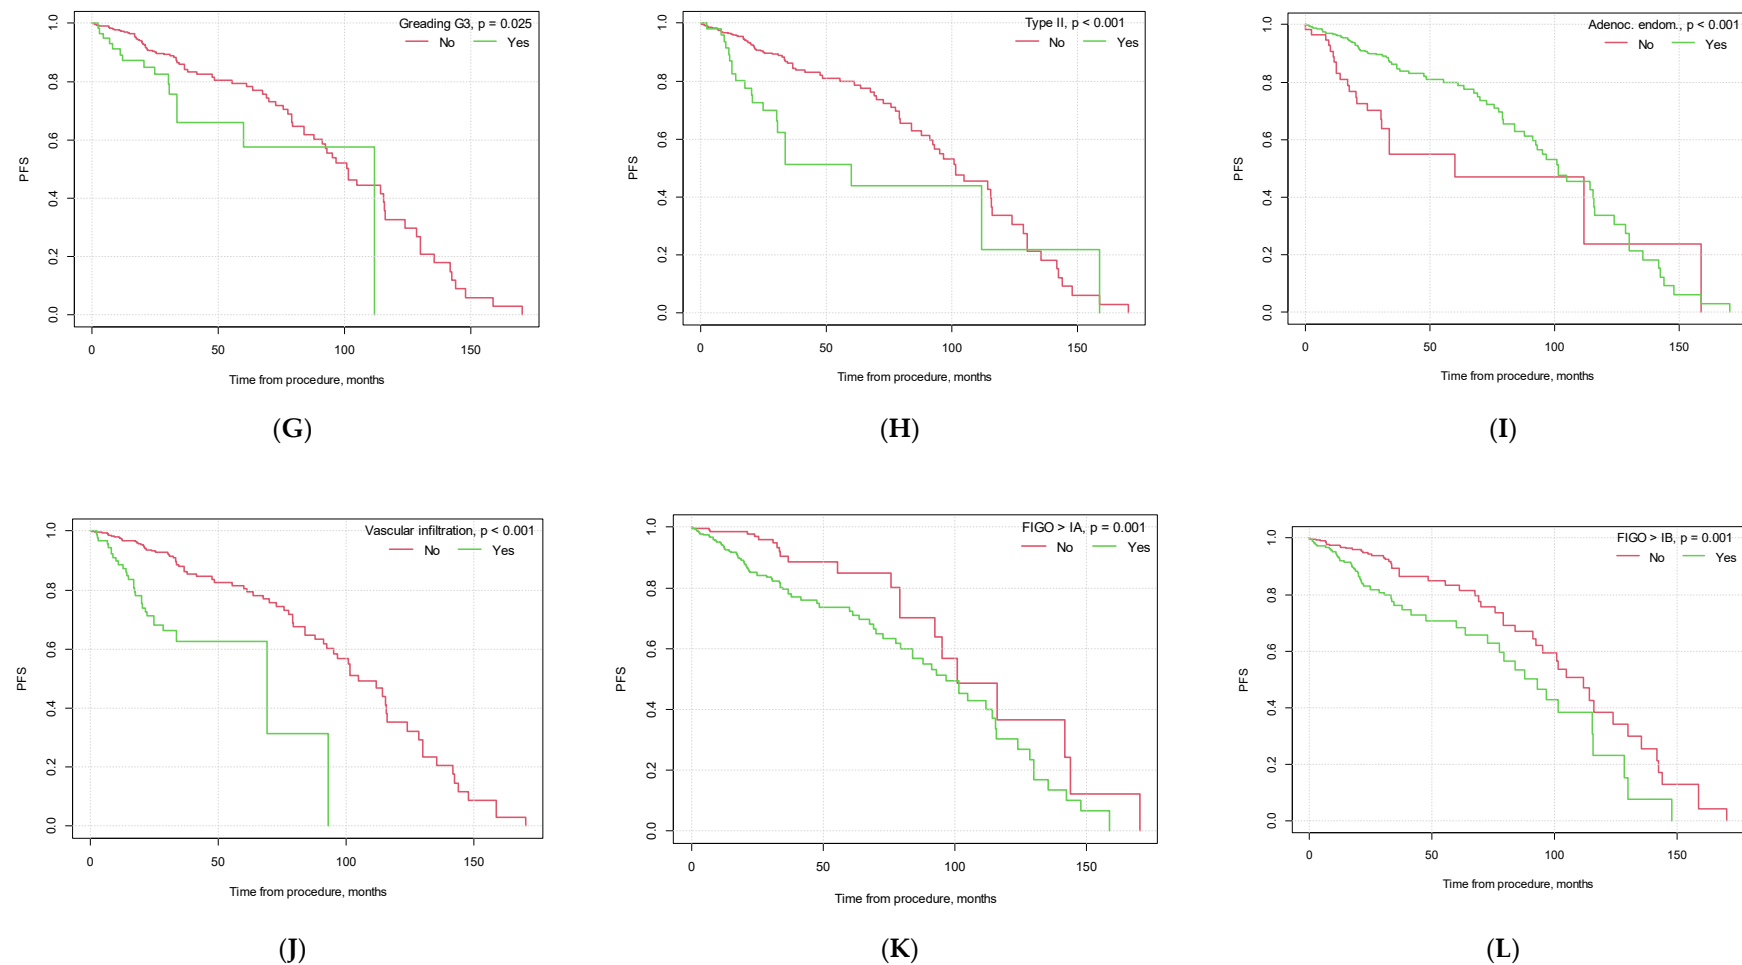 Greading G3, p = 0.025
No Yes
PFS
0.0 0.2 0.4 0.6 0.8 1.0
0 50 100 150
Time from procedure, months
(G)
Type II, p < 0.001
No Yes
PFS
0.0 0.2 0.4 0.6 0.8 1.0
0 50 100 150
Time from procedure, months
(H)
Adenoc. endom., p < 0.001
No Yes
PFS
0.0 0.2 0.4 0.6 0.8 1.0
0 50 100 150
Time from procedure, months
(I)
Vascular infiltration, p < 0.001
No Yes
PFS
0.0 0.2 0.4 0.6 0.8 1.0
0 50 100 150
Time from procedure, months
(J)
FIGO > IA, p = 0.001
No Yes
PFS
0.0 0.2 0.4 0.6 0.8 1.0
0 50 100 150
Time from procedure, months
(K)
FIGO > IB, p = 0.001
No Yes
PFS
0.0 0.2 0.4 0.6 0.8 1.0
0 50 100 150
Time from procedure, months
(L)